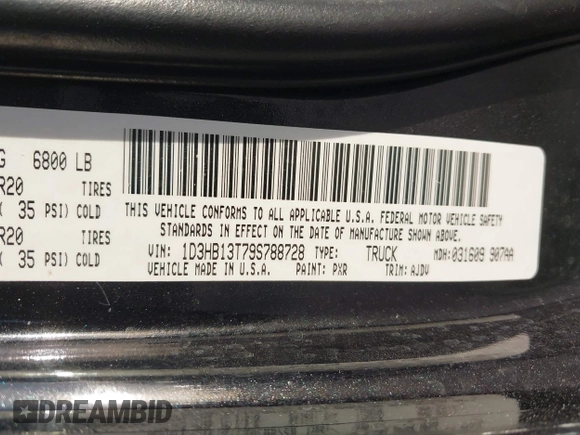 G 6800 LB
R20 TIRES
( 35 PSI) COLD
R20 TIRES
( 35 PSI) COLD
THIS VEHICLE CONFORMS TO ALL APPLICABLE U.S.A. FEDERAL MOTOR VEHICLE SAFETY
STANDARDS IN EFFECT ON THE DATE OF MANUFACTURE SHOWN ABOVE.
VIN: 1D3HB13T79S788728 TYPE: TRUCK MDH: 031609 907AA
VEHICLE MADE IN U.S.A. PAINT: PXR TRIM: AJDV
DREAMBID